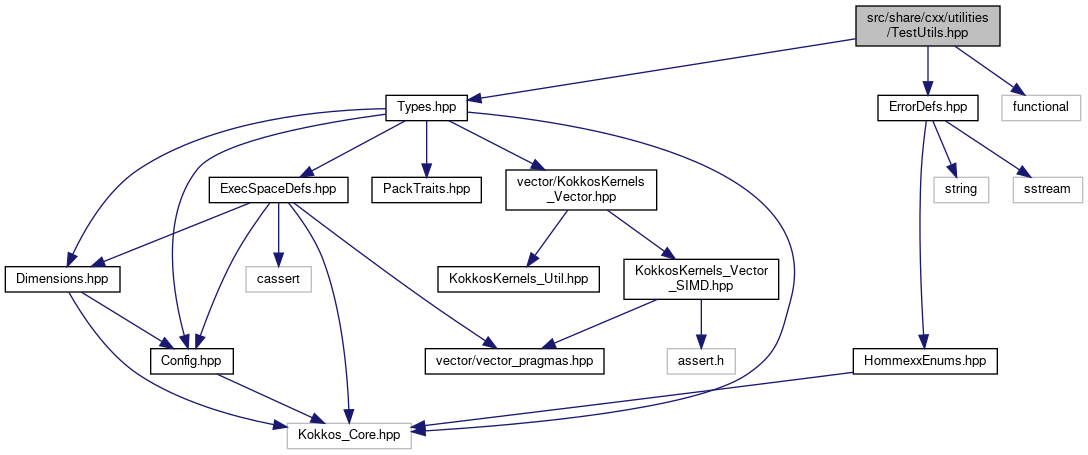 src/share/cxx/utilities
/TestUtils.hpp
Types.hpp
ErrorDefs.hpp
functional
ExecSpaceDefs.hpp
PackTraits.hpp
vector/KokkosKernels
_Vector.hpp
string
sstream
Dimensions.hpp
cassert
KokkosKernels_Util.hpp
KokkosKernels_Vector
_SIMD.hpp
Config.hpp
vector/vector_pragmas.hpp
assert.h
HommexxEnums.hpp
Kokkos_Core.hpp